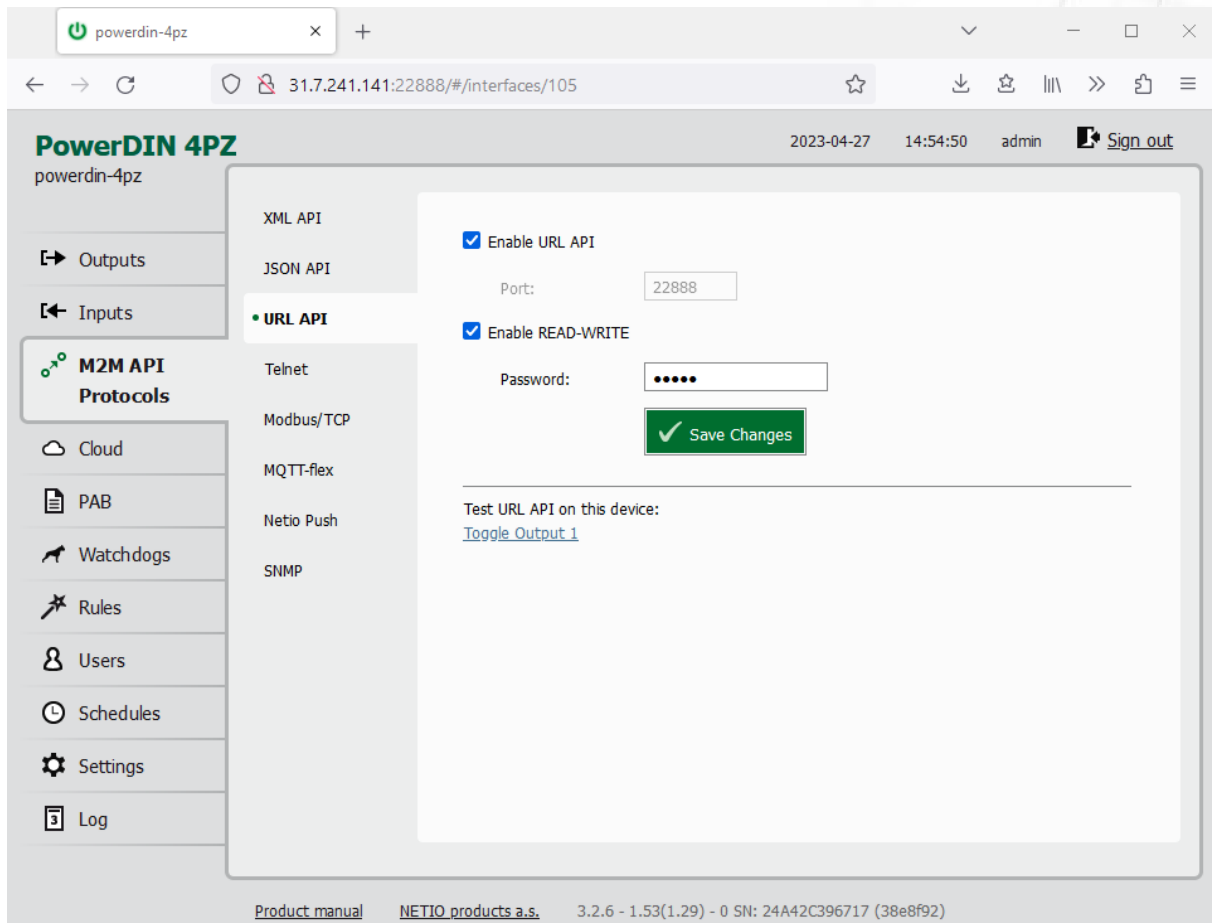 powerdin-4pz
31.7.241.141:22888/#/interfaces/105
PowerDIN 4PZ
powerdin-4pz
2023-04-27 14:54:50 admin Sign out
Outputs
Inputs
M2M API
Protocols
Cloud
PAB
Watchdogs
Rules
Users
Schedules
Settings
3
Log
XML API
JSON API
• URL API
Telnet
Modbus/TCP
MQTT-flex
Netio Push
SNMP
Enable URL API
Port: 22888
Enable READ-WRITE
Password: •••••
Save Changes
Test URL API on this device:
Toggle Output 1
Product manual NETIO products a.s. 3.2.6 - 1.53(1.29) - 0 SN: 24A42C396717 (38e8f92)